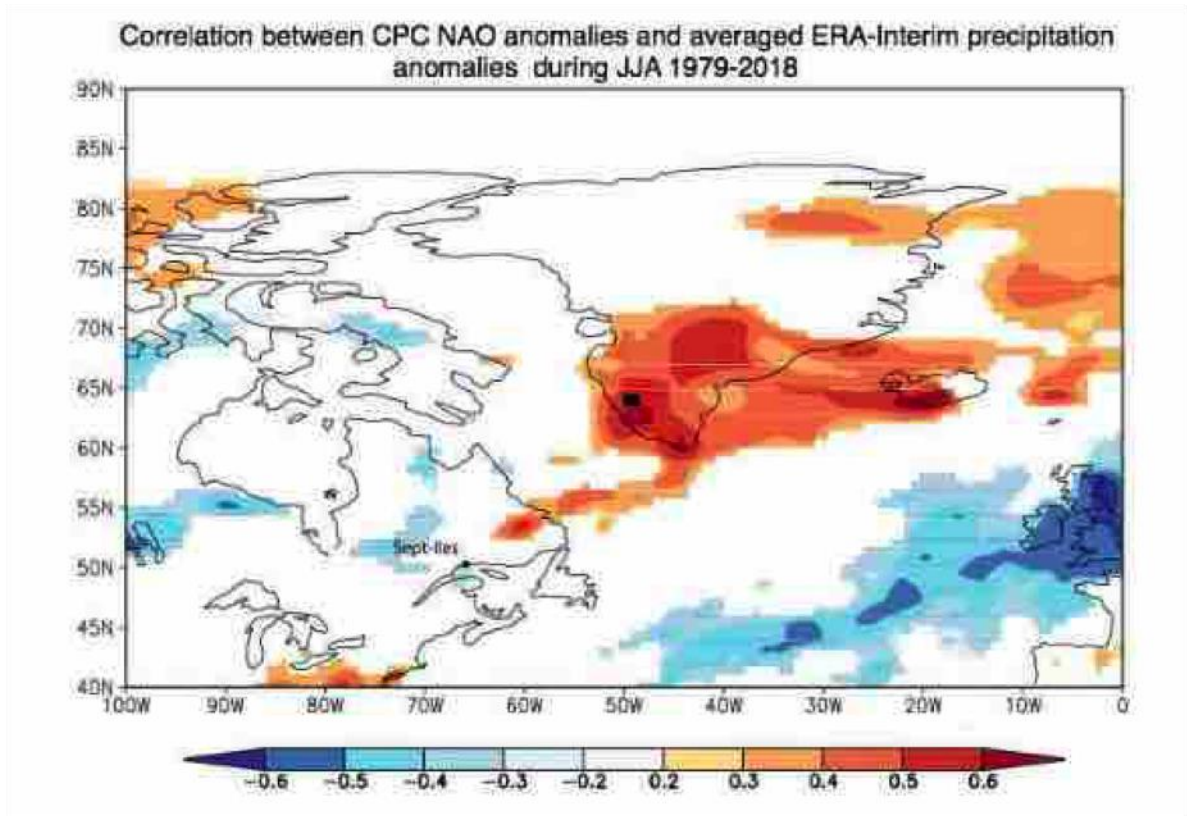 Correlation between CPC NAO anomalies and averaged ERA-Interim precipitation
anomalies during JJA 1979-2018
90N
85N
80N
75N
70N
65N
60N
55N
50N
45N
40N
Sept-Iles
100W 90W 80W 70W 60W 50W 40W 30W 20W 10W 0
-0.6 -0.5 -0.4 -0.3 -0.2 0.2 0.3 0.4 0.5 0.6